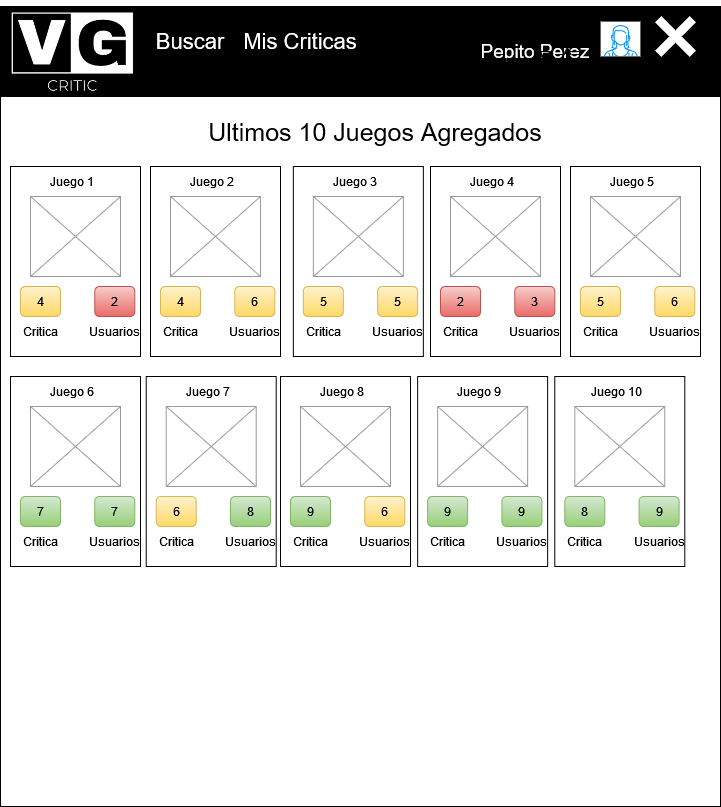 VG
CRITIC
Buscar Mis Criticas
Pepito Perez
Ultimos 10 Juegos Agregados
Juego 1 Juego 2 Juego 3 Juego 4 Juego 5
4 2 4 6 5 5 2 3 5 6
Critica Usuarios Critica Usuarios Critica Usuarios Critica Usuarios Critica Usuarios
Juego 6 Juego 7 Juego 8 Juego 9 Juego 10
7 7 6 8 9 6 9 9 8 9
Critica Usuarios Critica Usuarios Critica Usuarios Critica Usuarios Critica Usuarios